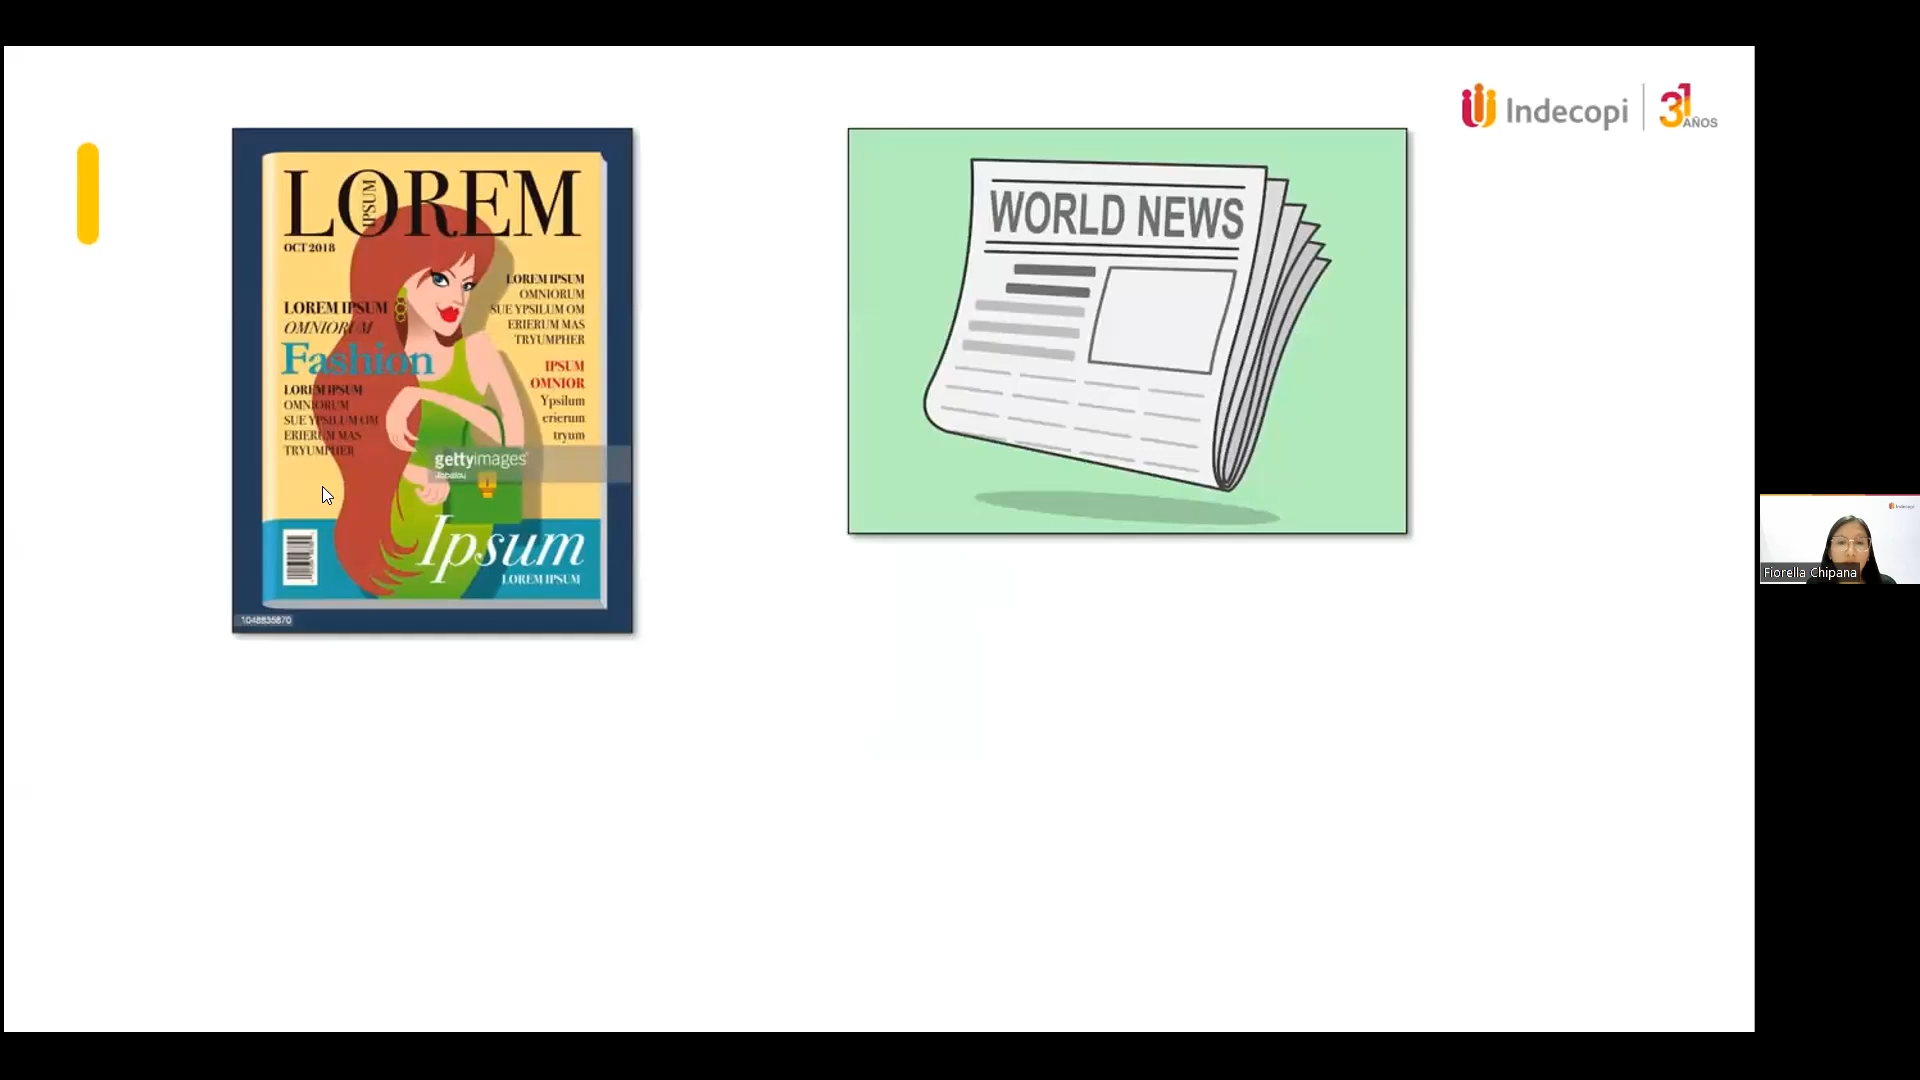 Indecopi
31 AÑOS
LOREM
IPSUM
OCT 2018
LOREM IPSUM
OMNIORUM
SUE YPSILUM OM
ERIERUM MAS
TRYUMPHER
LOREM IPSUM
OMNIORUM
Fashion
LOREM IPSUM
OMNIORUM
SUE YPSILUM OM
ERIERUM MAS
TRYUMPHER
IPSUM
OMNIOR
Ypsilum
erierum
tryum
gettyimages
Ipsum
LOREM IPSUM
1048835870
WORLD NEWS
Indecopi
Fiorella Chipana